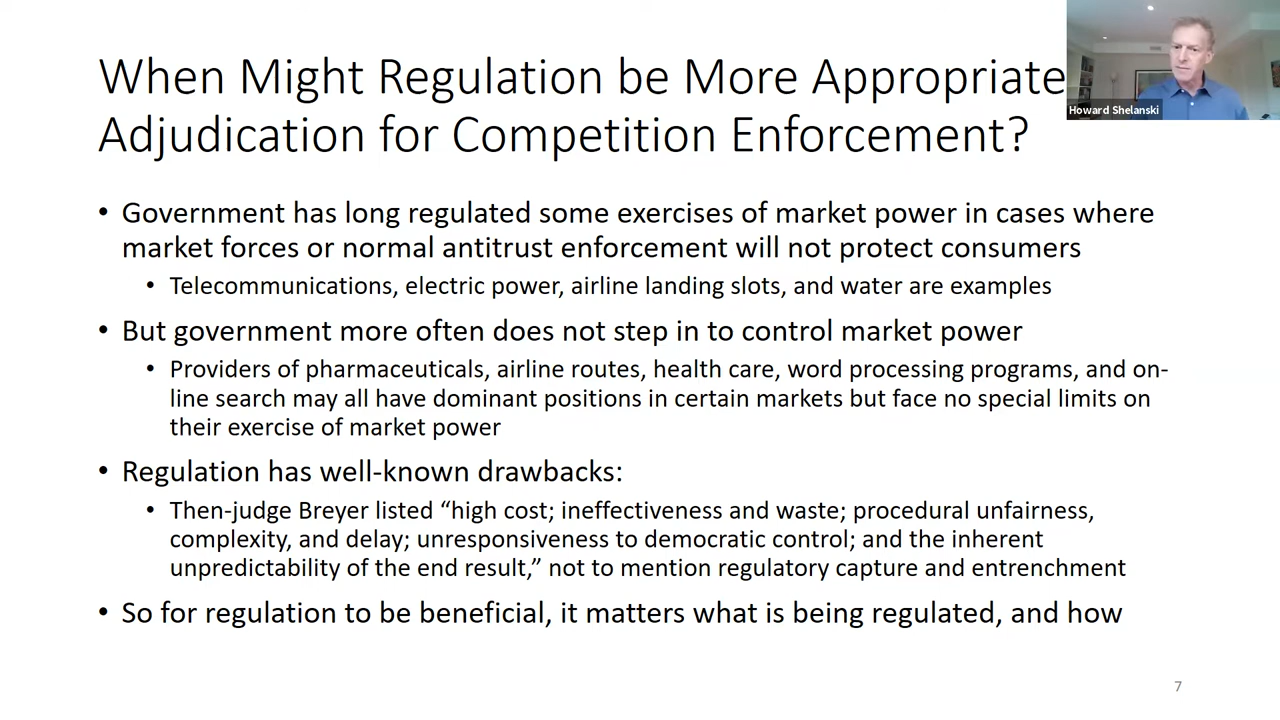 When Might Regulation be More Appropriate
Adjudication for Competition Enforcement?
Howard Shelanski
• Government has long regulated some exercises of market power in cases where
market forces or normal antitrust enforcement will not protect consumers
• Telecommunications, electric power, airline landing slots, and water are examples
• But government more often does not step in to control market power
• Providers of pharmaceuticals, airline routes, health care, word processing programs, and on-
line search may all have dominant positions in certain markets but face no special limits on
their exercise of market power
• Regulation has well-known drawbacks:
• Then-judge Breyer listed “high cost; ineffectiveness and waste; procedural unfairness,
complexity, and delay; unresponsiveness to democratic control; and the inherent
unpredictability of the end result,” not to mention regulatory capture and entrenchment
• So for regulation to be beneficial, it matters what is being regulated, and how
7